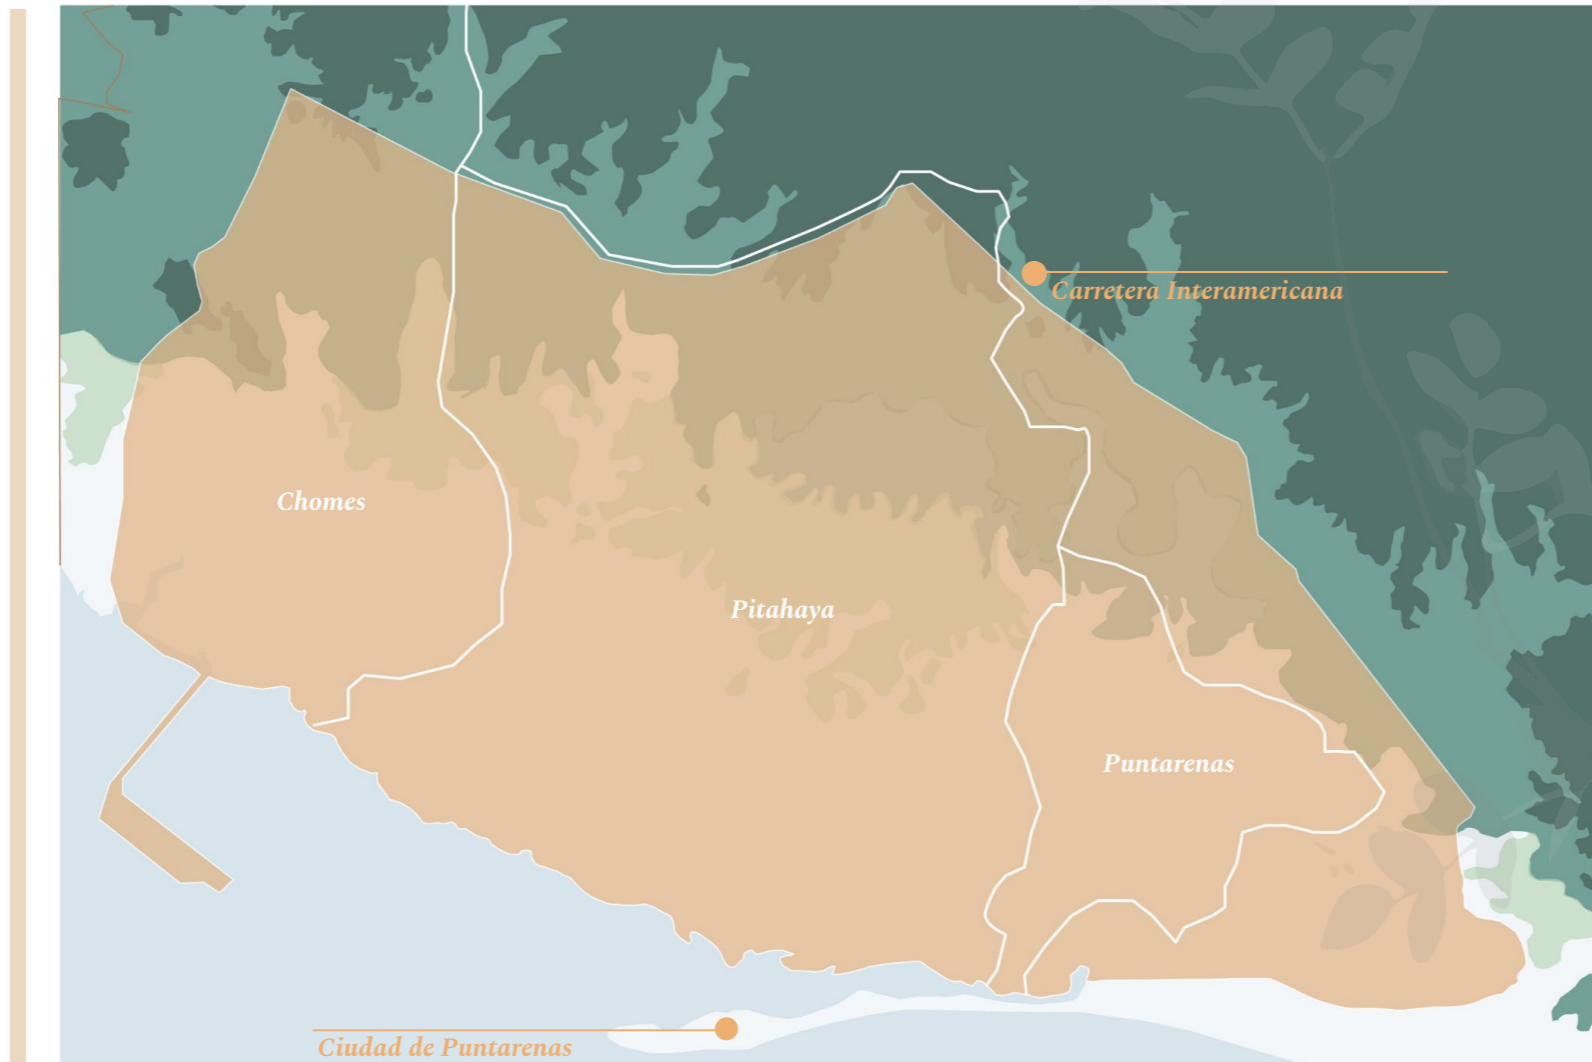 Carretera Interamericana
Chomes
Pitahaya
Puntarenas
Ciudad de Puntarenas